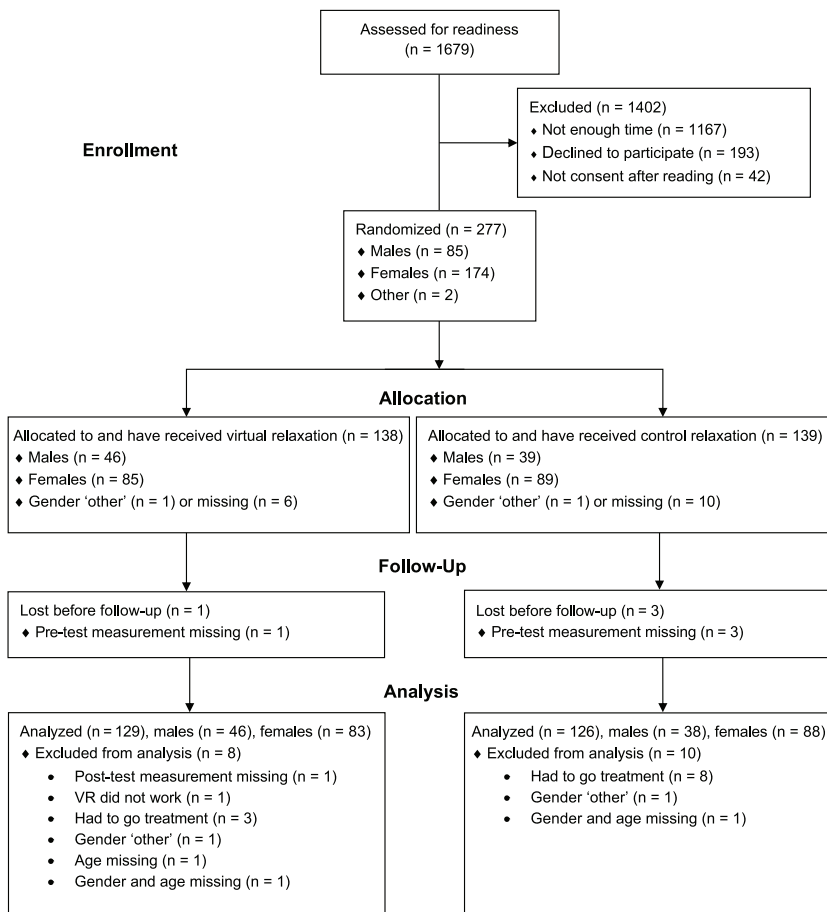 Assessed for readiness
(n = 1679)
Excluded (n = 1402)
♦ Not enough time (n = 1167)
♦ Declined to participate (n = 193)
♦ Not consent after reading (n = 42)
Enrollment
Randomized (n = 277)
♦ Males (n = 85)
♦ Females (n = 174)
♦ Other (n = 2)
Allocation
Allocated to and have received virtual relaxation (n = 138)
♦ Males (n = 46)
♦ Females (n = 85)
♦ Gender ‘other’ (n = 1) or missing (n = 6)
Allocated to and have received control relaxation (n = 139)
♦ Males (n = 39)
♦ Females (n = 89)
♦ Gender ‘other’ (n = 1) or missing (n = 10)
Follow-Up
Lost before follow-up (n = 1)
♦ Pre-test measurement missing (n = 1)
Lost before follow-up (n = 3)
♦ Pre-test measurement missing (n = 3)
Analysis
Analyzed (n = 129), males (n = 46), females (n = 83)
♦ Excluded from analysis (n = 8)
• Post-test measurement missing (n = 1)
• VR did not work (n = 1)
• Had to go treatment (n = 3)
• Gender ‘other’ (n = 1)
• Age missing (n = 1)
• Gender and age missing (n = 1)
Analyzed (n = 126), males (n = 38), females (n = 88)
♦ Excluded from analysis (n = 10)
• Had to go treatment (n = 8)
• Gender ‘other’ (n = 1)
• Gender and age missing (n = 1)